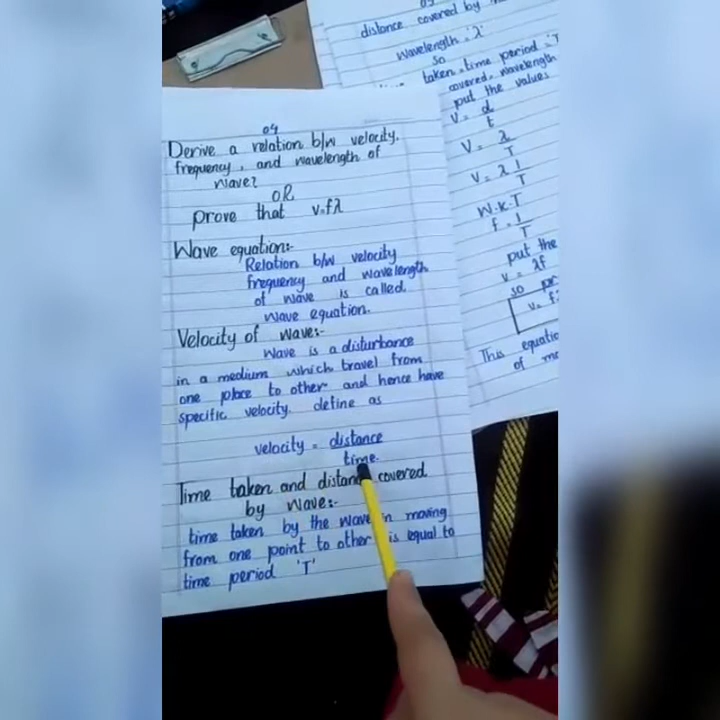 04
Derive a relation b/w velocity,
frequency, and wavelength of
wave?
OR
prove that v=fλ
Wave equation:-
Relation b/w velocity
frequency and wavelength
of wave is called
wave equation.
Velocity of wave:-
Wave is a disturbance
in a medium which travel from
one place to other and hence have
specific velocity. define as
velocity = distance
time.
Time taken and distance covered
by wave:-
time taken by the wave in moving
from one point to other is equal to
time period 'T'
distance covered by
wavelength 'λ'
so
taken, time period =
covered, wavelength
put the values
v = d
t
v = λ
T
v = λ 1
T
W.K.T
f = 1
T
put the
v = λf
so
v = f
This equatio
of